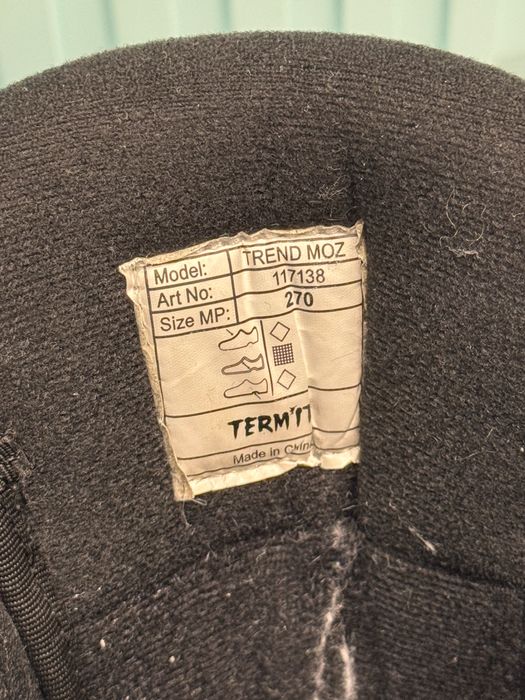 Model: TREND MOZ
Art No: 117138
Size MP: 270
TERM'IT
Made in China